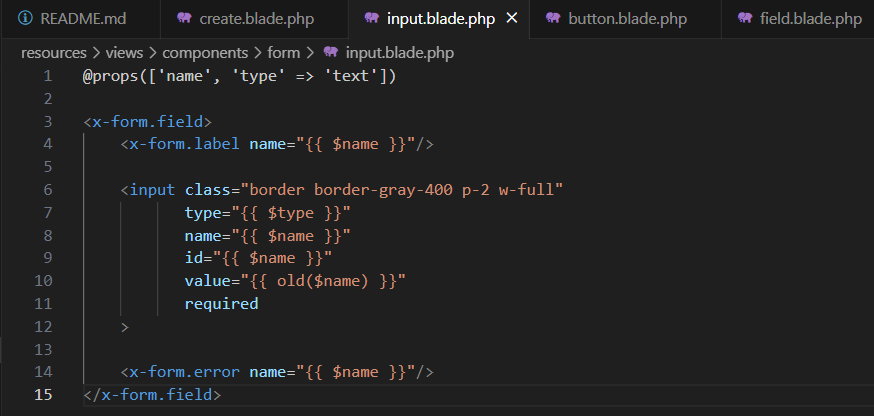 README.md create.blade.php input.blade.php × button.blade.php field.blade.php
resources > views > components > form > input.blade.php
1 @props(['name', 'type' => 'text'])
2
3 <x-form.field>
4     <x-form.label name="{{ $name }}"/>
5
6     <input class="border border-gray-400 p-2 w-full"
7            type="{{ $type }}"
8            name="{{ $name }}"
9            id="{{ $name }}"
10            value="{{ old($name) }}"
11            required
12     >
13
14     <x-form.error name="{{ $name }}"/>
15 </x-form.field>